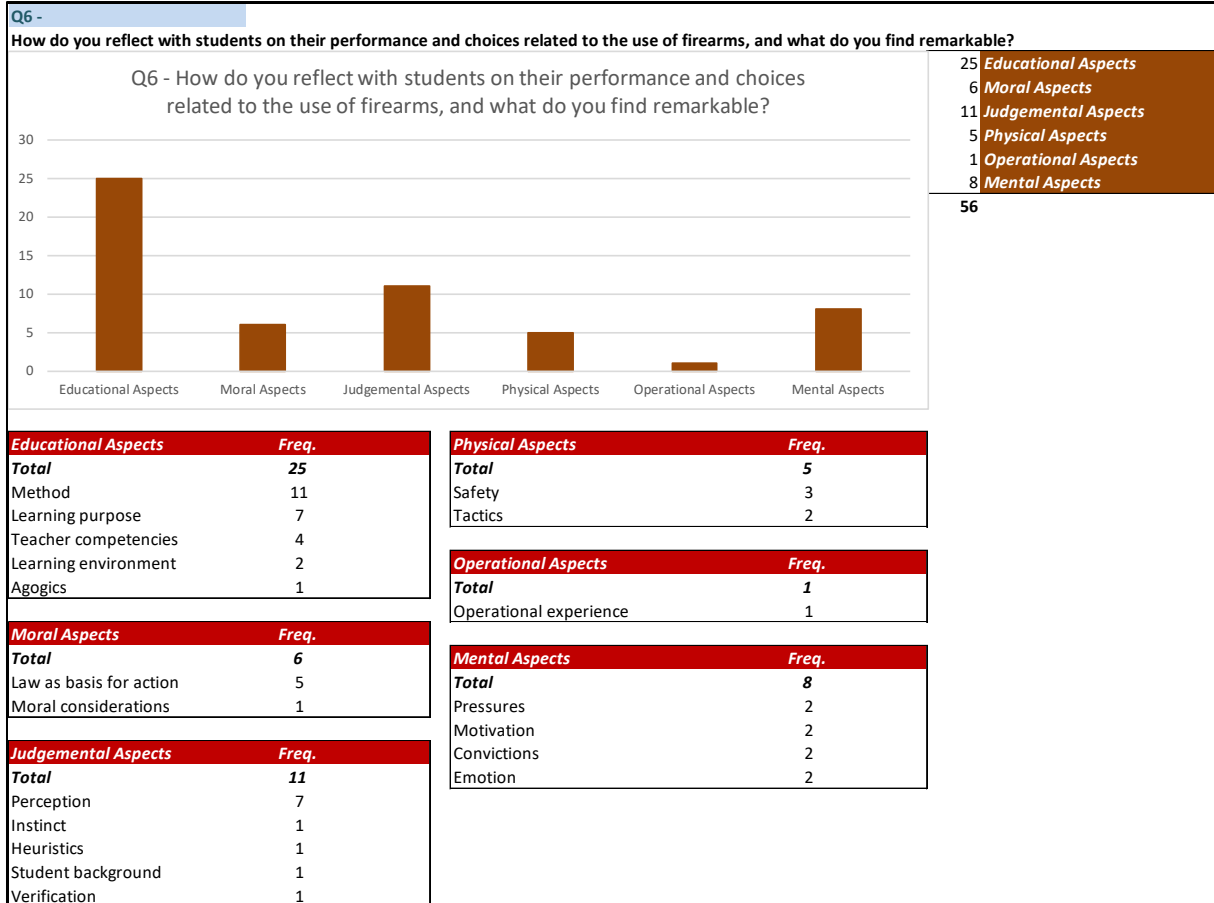 Q6 -
How do you reflect with students on their performance and choices related to the use of firearms, and what do you find remarkable?
Q6 - How do you reflect with students on their performance and choices
related to the use of firearms, and what do you find remarkable?
30
25
20
15
10
5
0
Educational Aspects Moral Aspects Judgemental Aspects Physical Aspects Operational Aspects Mental Aspects
25 Educational Aspects
6 Moral Aspects
11 Judgemental Aspects
5 Physical Aspects
1 Operational Aspects
8 Mental Aspects
56
Educational Aspects Freq.
Total 25
Method 11
Learning purpose 7
Teacher competencies 4
Learning environment 2
Agogics 1
Moral Aspects Freq.
Total 6
Law as basis for action 5
Moral considerations 1
Judgemental Aspects Freq.
Total 11
Perception 7
Instinct 1
Heuristics 1
Student background 1
Verification 1
Physical Aspects Freq.
Total 5
Safety 3
Tactics 2
Operational Aspects Freq.
Total 1
Operational experience 1
Mental Aspects Freq.
Total 8
Pressures 2
Motivation 2
Convictions 2
Emotion 2